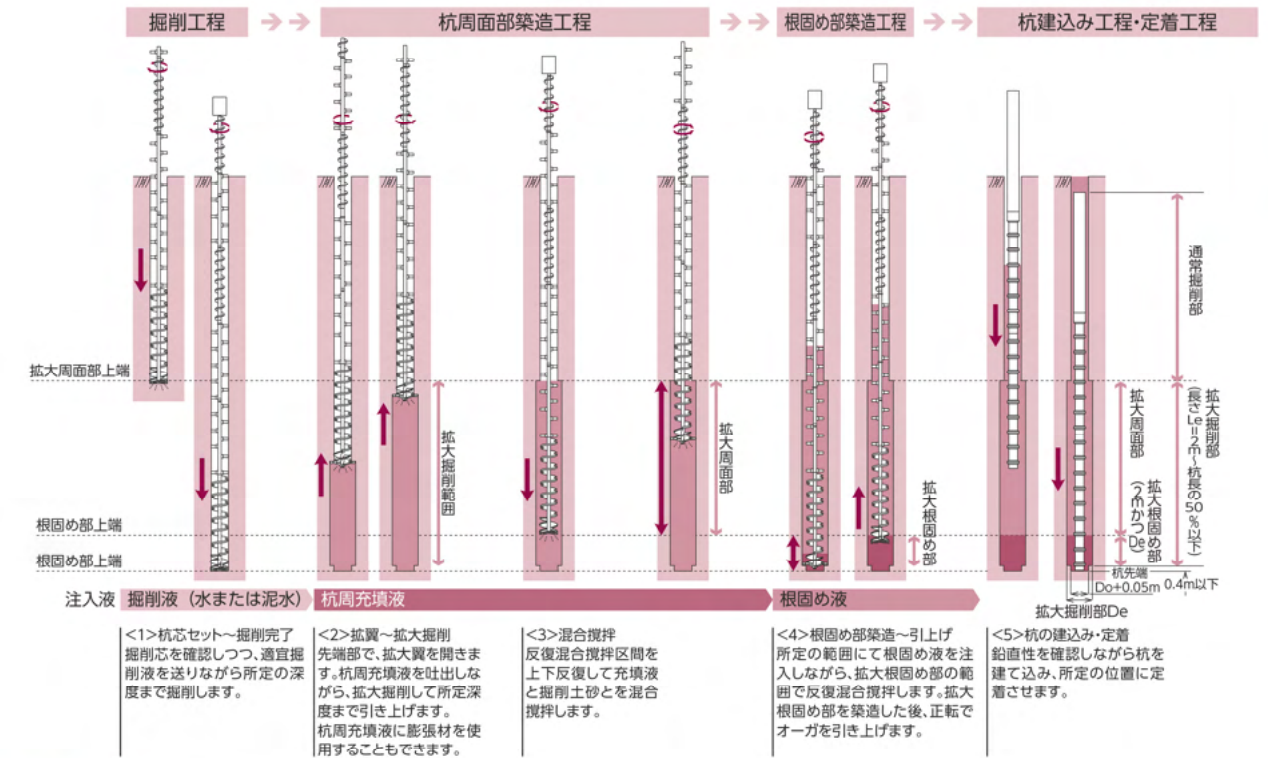 掘削工程
杭周面部築造工程
根固め部築造工程
杭建込み工程・定着工程
拡大周面部上端
根固め部上端
根固め部上端
拡大掘削範囲
拡大周面部
拡大根固め部
通常掘削部
拡大周面部
拡大根固め部
(2mかつDe)
拡大掘削部
(長さLe=2m~杭長の50%以下)
杭先端
Do+0.05m
0.4m以下
拡大掘削部De
注入液
掘削液(水または泥水)
杭周充填液
根固め液
<1>杭芯セット~掘削完了
掘削芯を確認しつつ、適宜掘
削液を送りながら所定の深
度まで掘削します。
<2>拡翼~拡大掘削
先端部で、拡大翼を開きま
す。杭周充填液を吐出しな
がら、拡大掘削して所定深
度まで引き上げます。
杭周充填液に膨張材を使
用することもできます。
<3>混合撹拌
反復混合撹拌区間を
上下反復して充填液
と掘削土砂とを混合
撹拌します。
<4>根固め部築造~引上げ
所定の範囲にて根固め液を注
入しながら、拡大根固め部の範
囲で反復混合撹拌します。拡大
根固め部を築造した後、正転で
オーガを引き上げます。
<5>杭の建込み・定着
鉛直性を確認しながら杭を
建て込み、所定の位置に定
着させます。